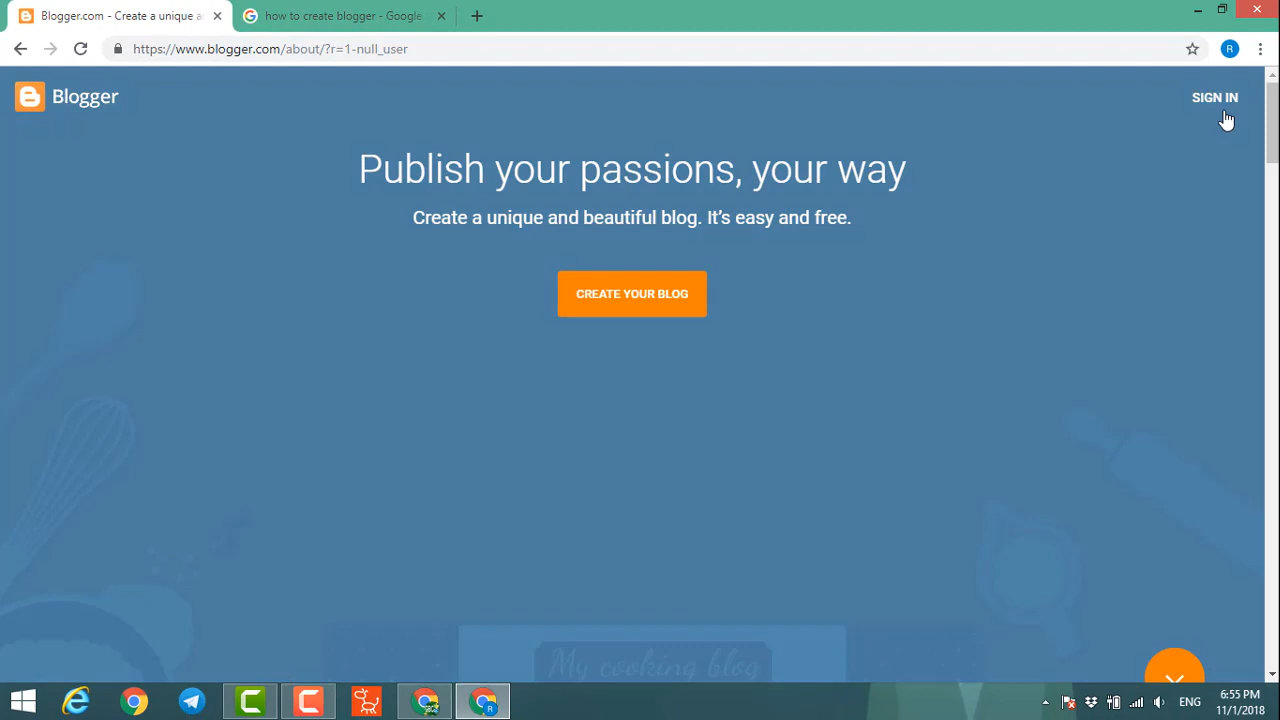 Blogger.com - Create a unique a
how to create blogger - Google
https://www.blogger.com/about/?r=1-null_user
R
Blogger
SIGN IN
Publish your passions, your way
Create a unique and beautiful blog. It's easy and free.
CREATE YOUR BLOG
My cooking blog
R
ENG
6:55 PM
11/1/2018